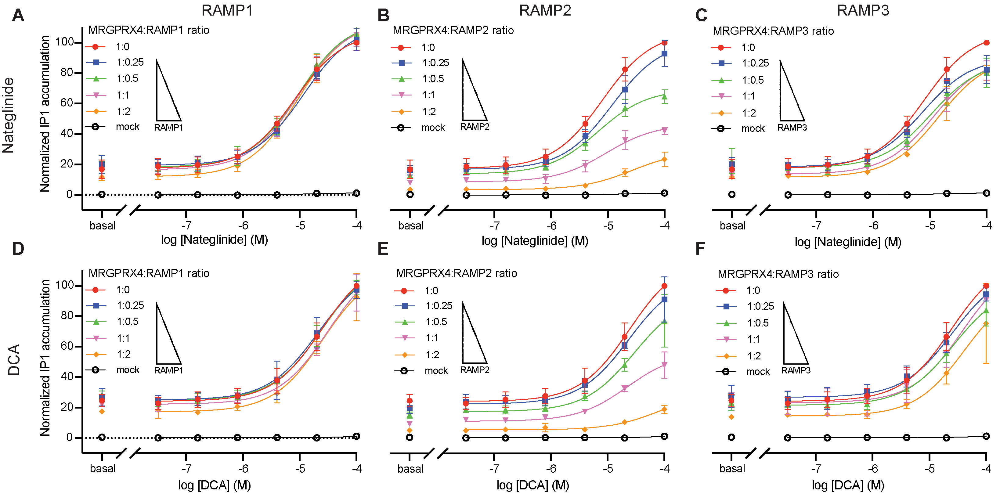 RAMP1
RAMP2
RAMP3
Nateglinide
A
MRGPRX4:RAMP1 ratio
1:0
1:0.25
1:0.5
1:1
1:2
mock
RAMP1
Normalized IP1 accumulation
100
80
60
40
20
0
basal
-7
-6
-5
-4
log [Nateglinide] (M)
B
MRGPRX4:RAMP2 ratio
1:0
1:0.25
1:0.5
1:1
1:2
mock
RAMP2
basal
-7
-6
-5
-4
log [Nateglinide] (M)
C
MRGPRX4:RAMP3 ratio
1:0
1:0.25
1:0.5
1:1
1:2
mock
RAMP3
basal
-7
-6
-5
-4
log [Nateglinide] (M)
DCA
D
MRGPRX4:RAMP1 ratio
1:0
1:0.25
1:0.5
1:1
1:2
mock
RAMP1
Normalized IP1 accumulation
100
80
60
40
20
0
basal
-7
-6
-5
-4
log [DCA] (M)
E
MRGPRX4:RAMP2 ratio
1:0
1:0.25
1:0.5
1:1
1:2
mock
RAMP2
basal
-7
-6
-5
-4
log [DCA] (M)
F
MRGPRX4:RAMP3 ratio
1:0
1:0.25
1:0.5
1:1
1:2
mock
RAMP3
basal
-7
-6
-5
-4
log [DCA] (M)